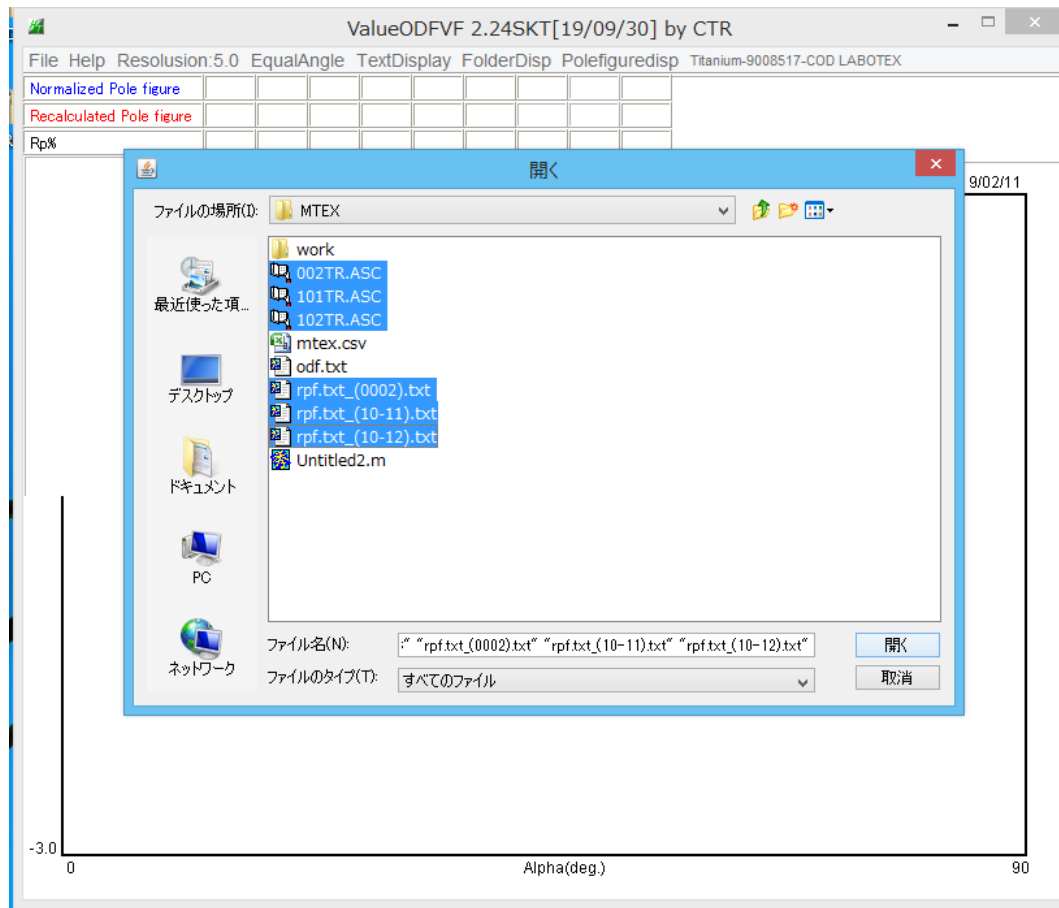 ValueODFVF 2.24SKT[19/09/30] by CTR
File Help Resolusion:5.0 EqualAngle TextDisplay FolderDisp Polefiguredisp Titanium-9008517-COD LABOTEX
Normalized Pole figure
Recalculated Pole figure
Rp%
開く
9/02/11
ファイルの場所(I):
MTEX
最近使った項...
デスクトップ
ドキュメント
PC
ネットワーク
work
002TR.ASC
101TR.ASC
102TR.ASC
mtex.csv
odf.txt
rpf.txt_(0002).txt
rpf.txt_(10-11).txt
rpf.txt_(10-12).txt
Untitled2.m
ファイル名(N):
" "rpf.txt_(0002).txt" "rpf.txt_(10-11).txt" "rpf.txt_(10-12).txt"
開く
ファイルのタイプ(T):
すべてのファイル
取消
-3.0
0
Alpha(deg.)
90